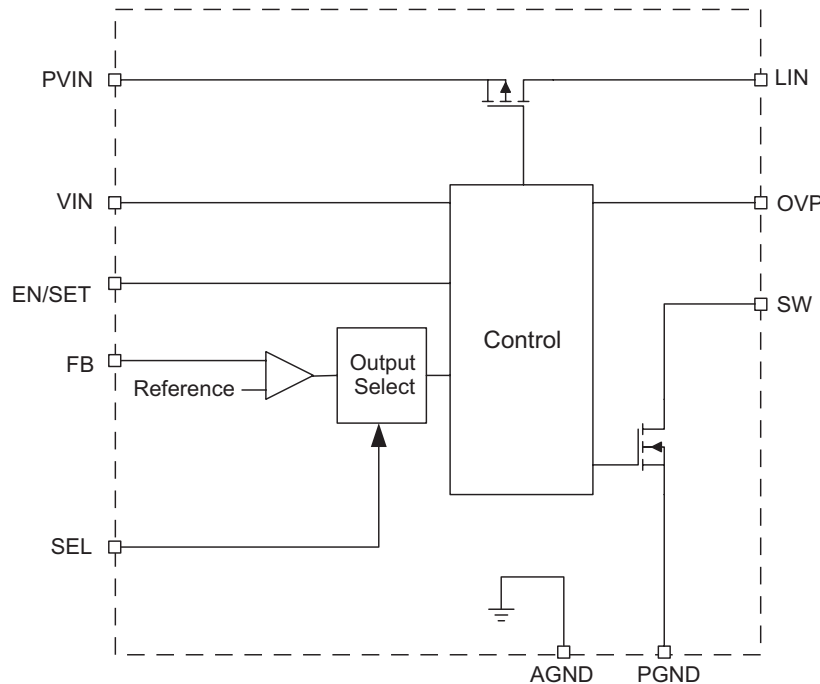 PVIN
LIN
VIN
OVP
EN/SET
SW
Control
FB
Output
Select
Reference
SEL
AGND
PGND